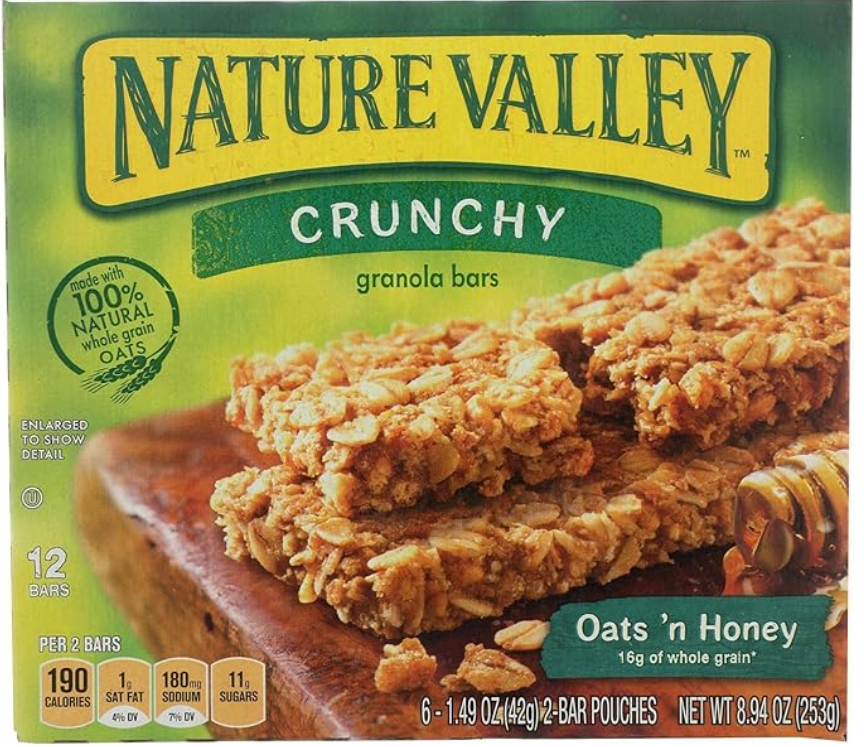 NATURE VALLEY™
CRUNCHY
granola bars
made with
100%
NATURAL
whole grain
OATS
ENLARGED
TO SHOW
DETAIL
U
12
BARS
PER 2 BARS
190
CALORIES
1g
SAT FAT
4% DV
180mg
SODIUM
7% DV
11g
SUGARS
Oats 'n Honey
16g of whole grain*
6 - 1.49 OZ (42g) 2-BAR POUCHES NET WT 8.94 OZ (253g)